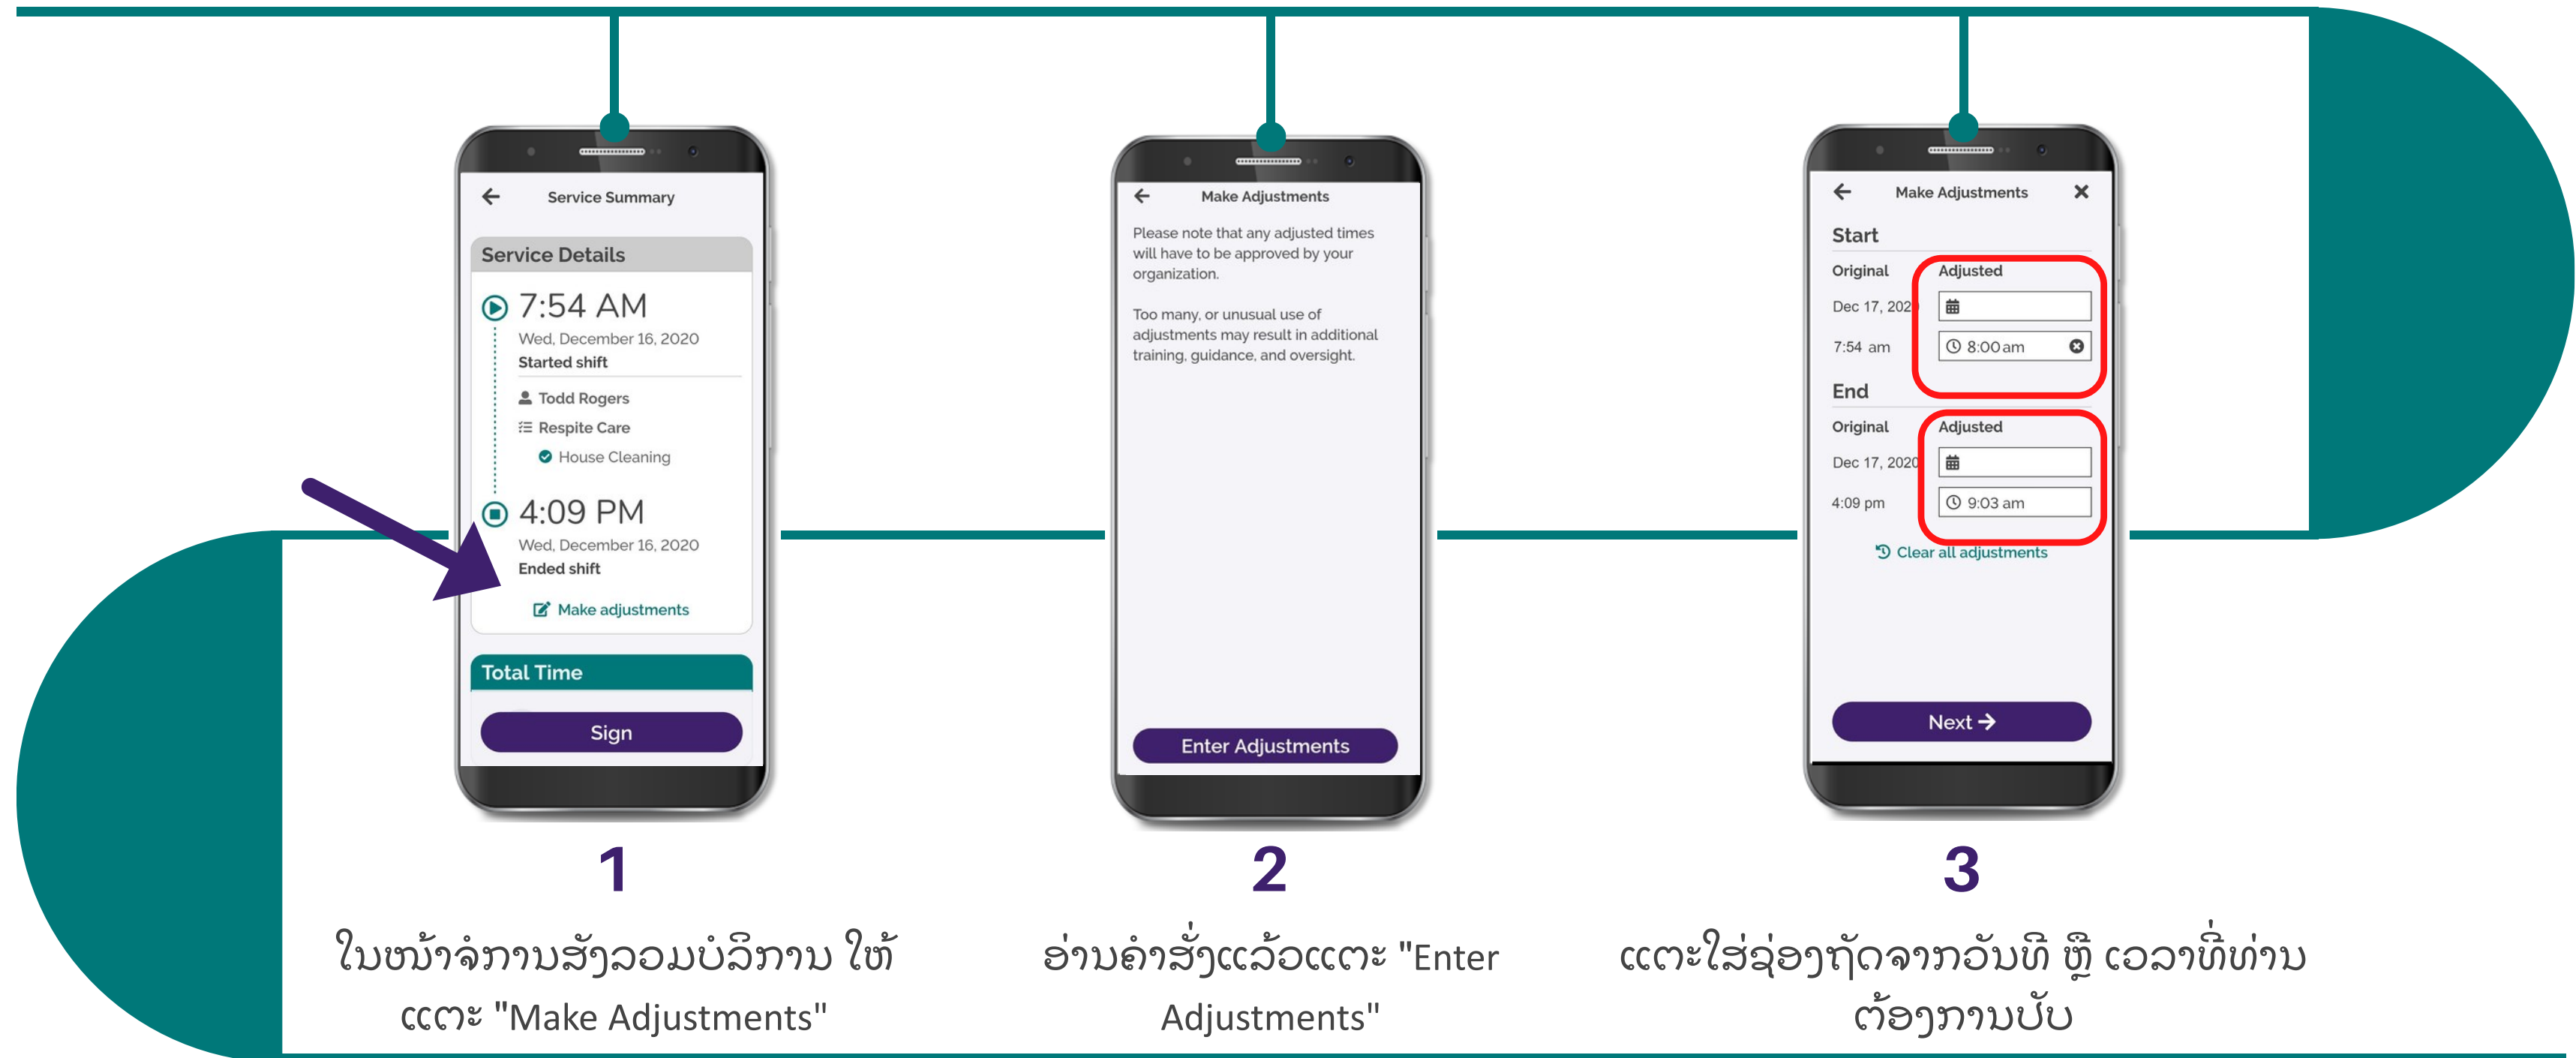 Service Summary
Service Details
7:54 AM
Wed, December 16, 2020
Started shift
Todd Rogers
Respite Care
House Cleaning
4:09 PM
Wed, December 16, 2020
Ended shift
Make adjustments
Total Time
Sign
1
ໃນໜ້າຈໍການສັງລວມບໍລິການ ໃຫ້
ແຕະ "Make Adjustments"
Make Adjustments
Please note that any adjusted times
will have to be approved by your
organization.
Too many, or unusual use of
adjustments may result in additional
training, guidance, and oversight.
Enter Adjustments
2
ອ່ານຄຳສັ່ງແລ້ວແຕະ "Enter
Adjustments"
Make Adjustments
Start
Original Adjusted
Dec 17, 2020
7:54 am 8:00 am
End
Original Adjusted
Dec 17, 2020
4:09 pm 9:03 am
Clear all adjustments
Next
3
ແຕະໃສ່ຊ່ອງຖັດຈາກວັນທີ ຫຼື ເວລາທີ່ທ່ານ
ຕ້ອງການປັບ